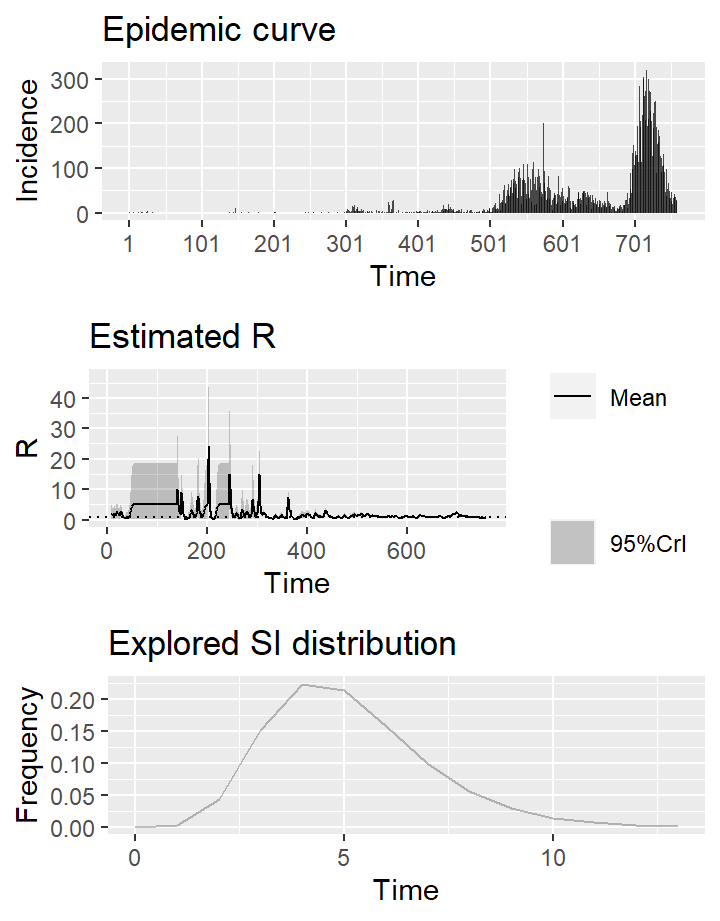 Epidemic curve
300
200
100
0
Incidence
1 101 201 301 401 501 601 701
Time
Estimated R
40
30
20
10
0
R
0 200 400 600
Time
Mean
95%CrI
Explored SI distribution
0.20
0.15
0.10
0.05
0.00
Frequency
0 5 10
Time